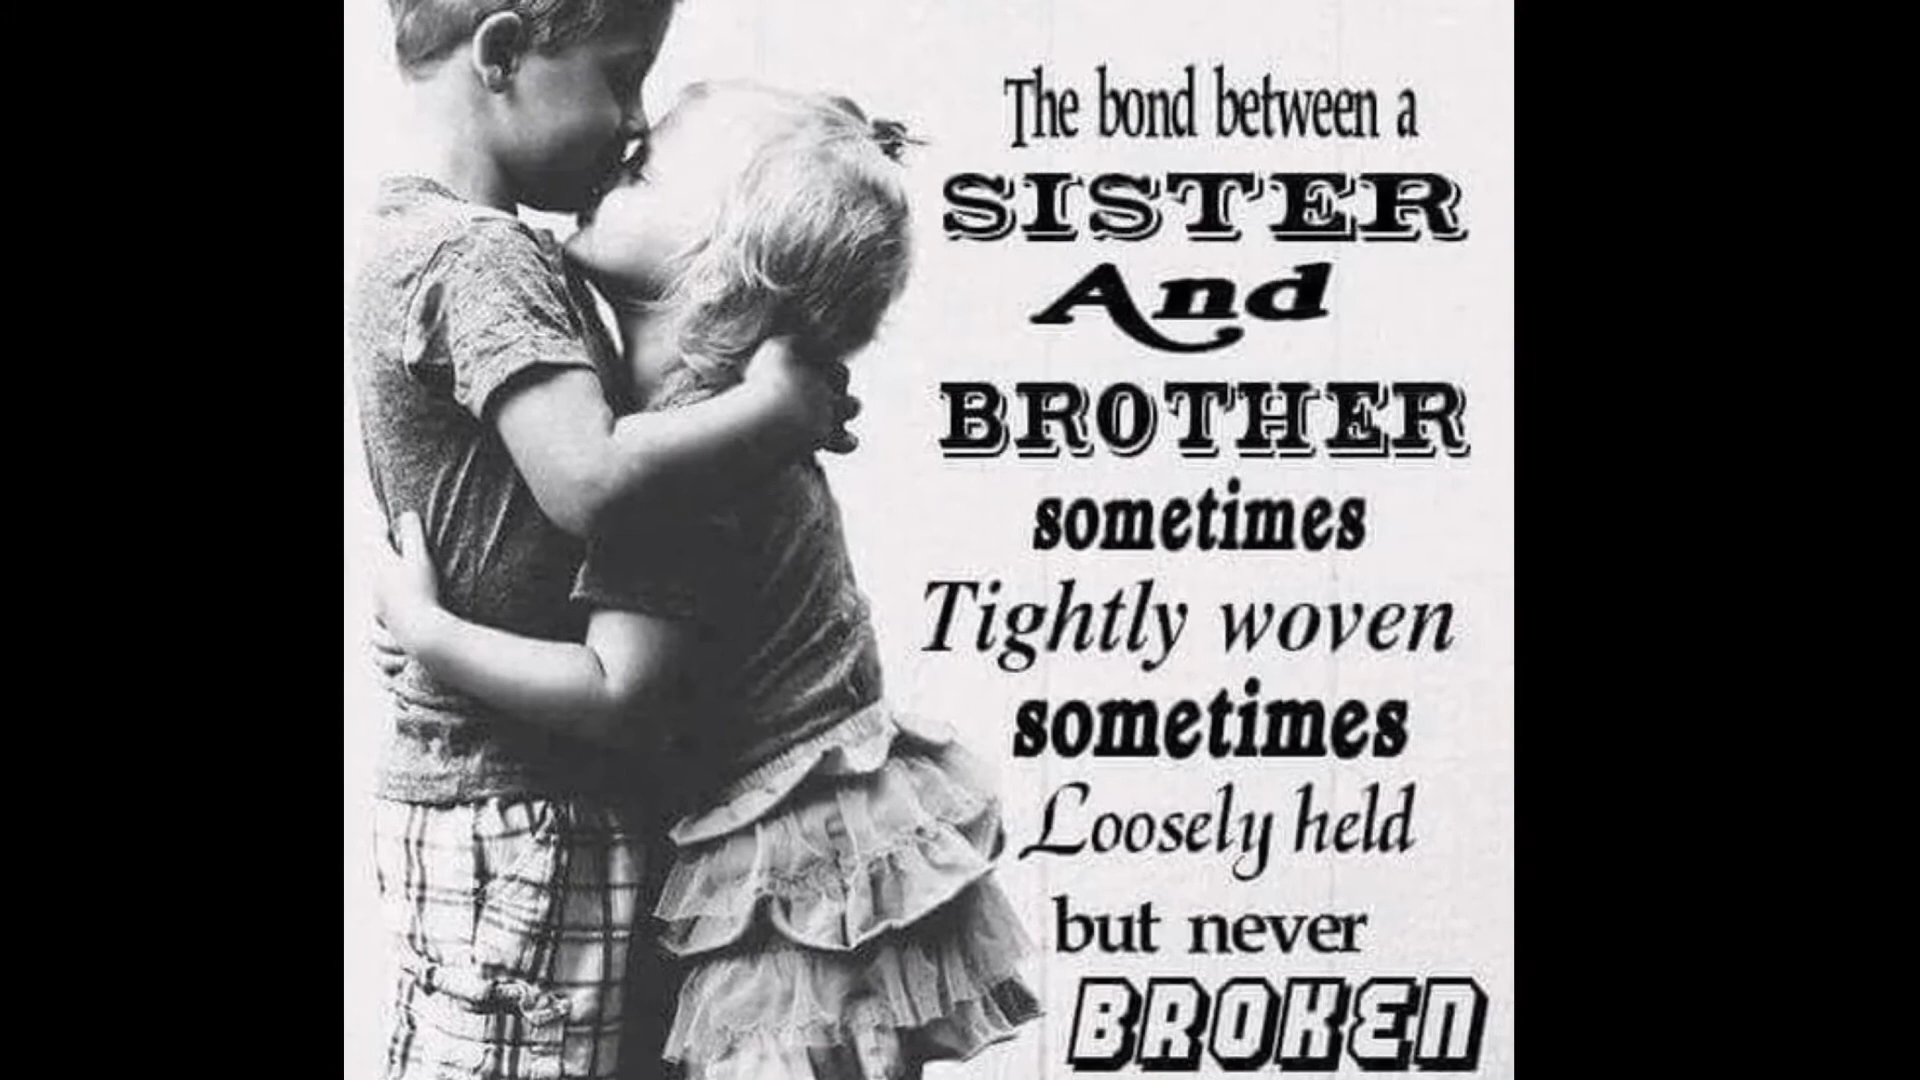 The bond between a
SISTER
And
BROTHER
sometimes
Tightly woven
sometimes
Loosely held
but never
BROKEN